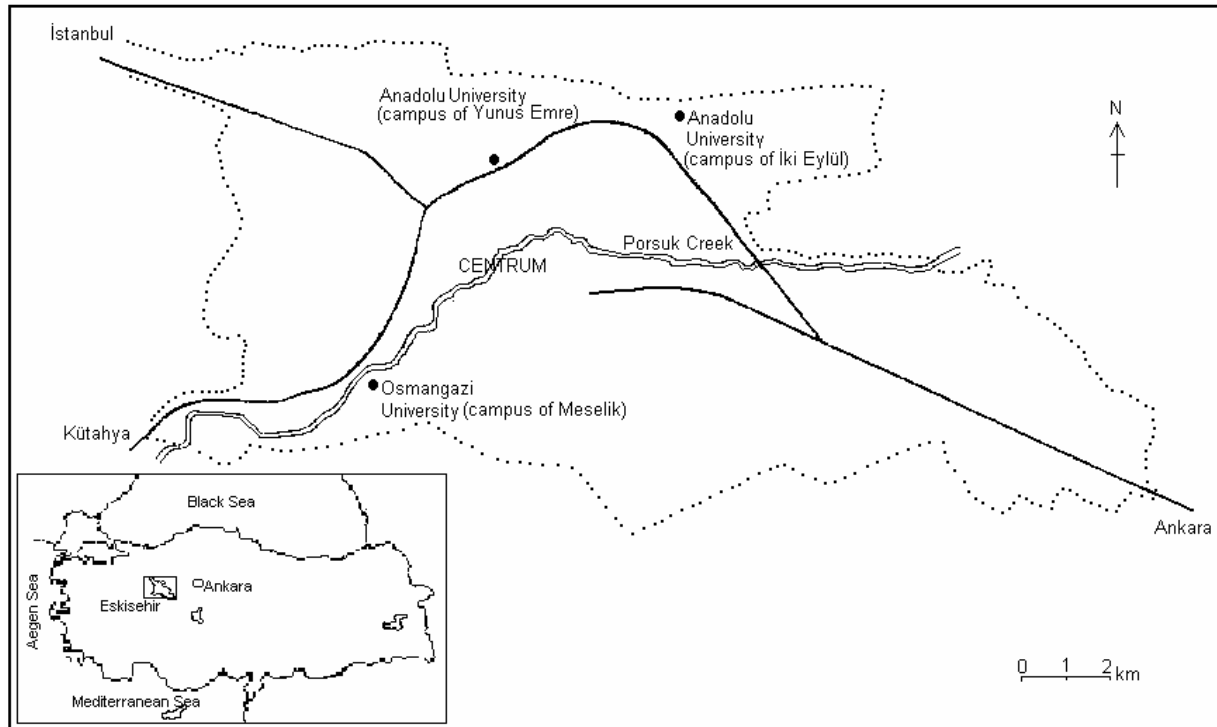 İstanbul
Anadolu University
(campus of Yunus Emre)
Anadolu
University
(campus of İki Eylül)
N
Porsuk Creek
CENTRUM
Osmangazi
University (campus of Meselik)
Kütahya
Ankara
Black Sea
Ankara
Eskisehir
Aegen Sea
Mediterranean Sea
0 1 2
km